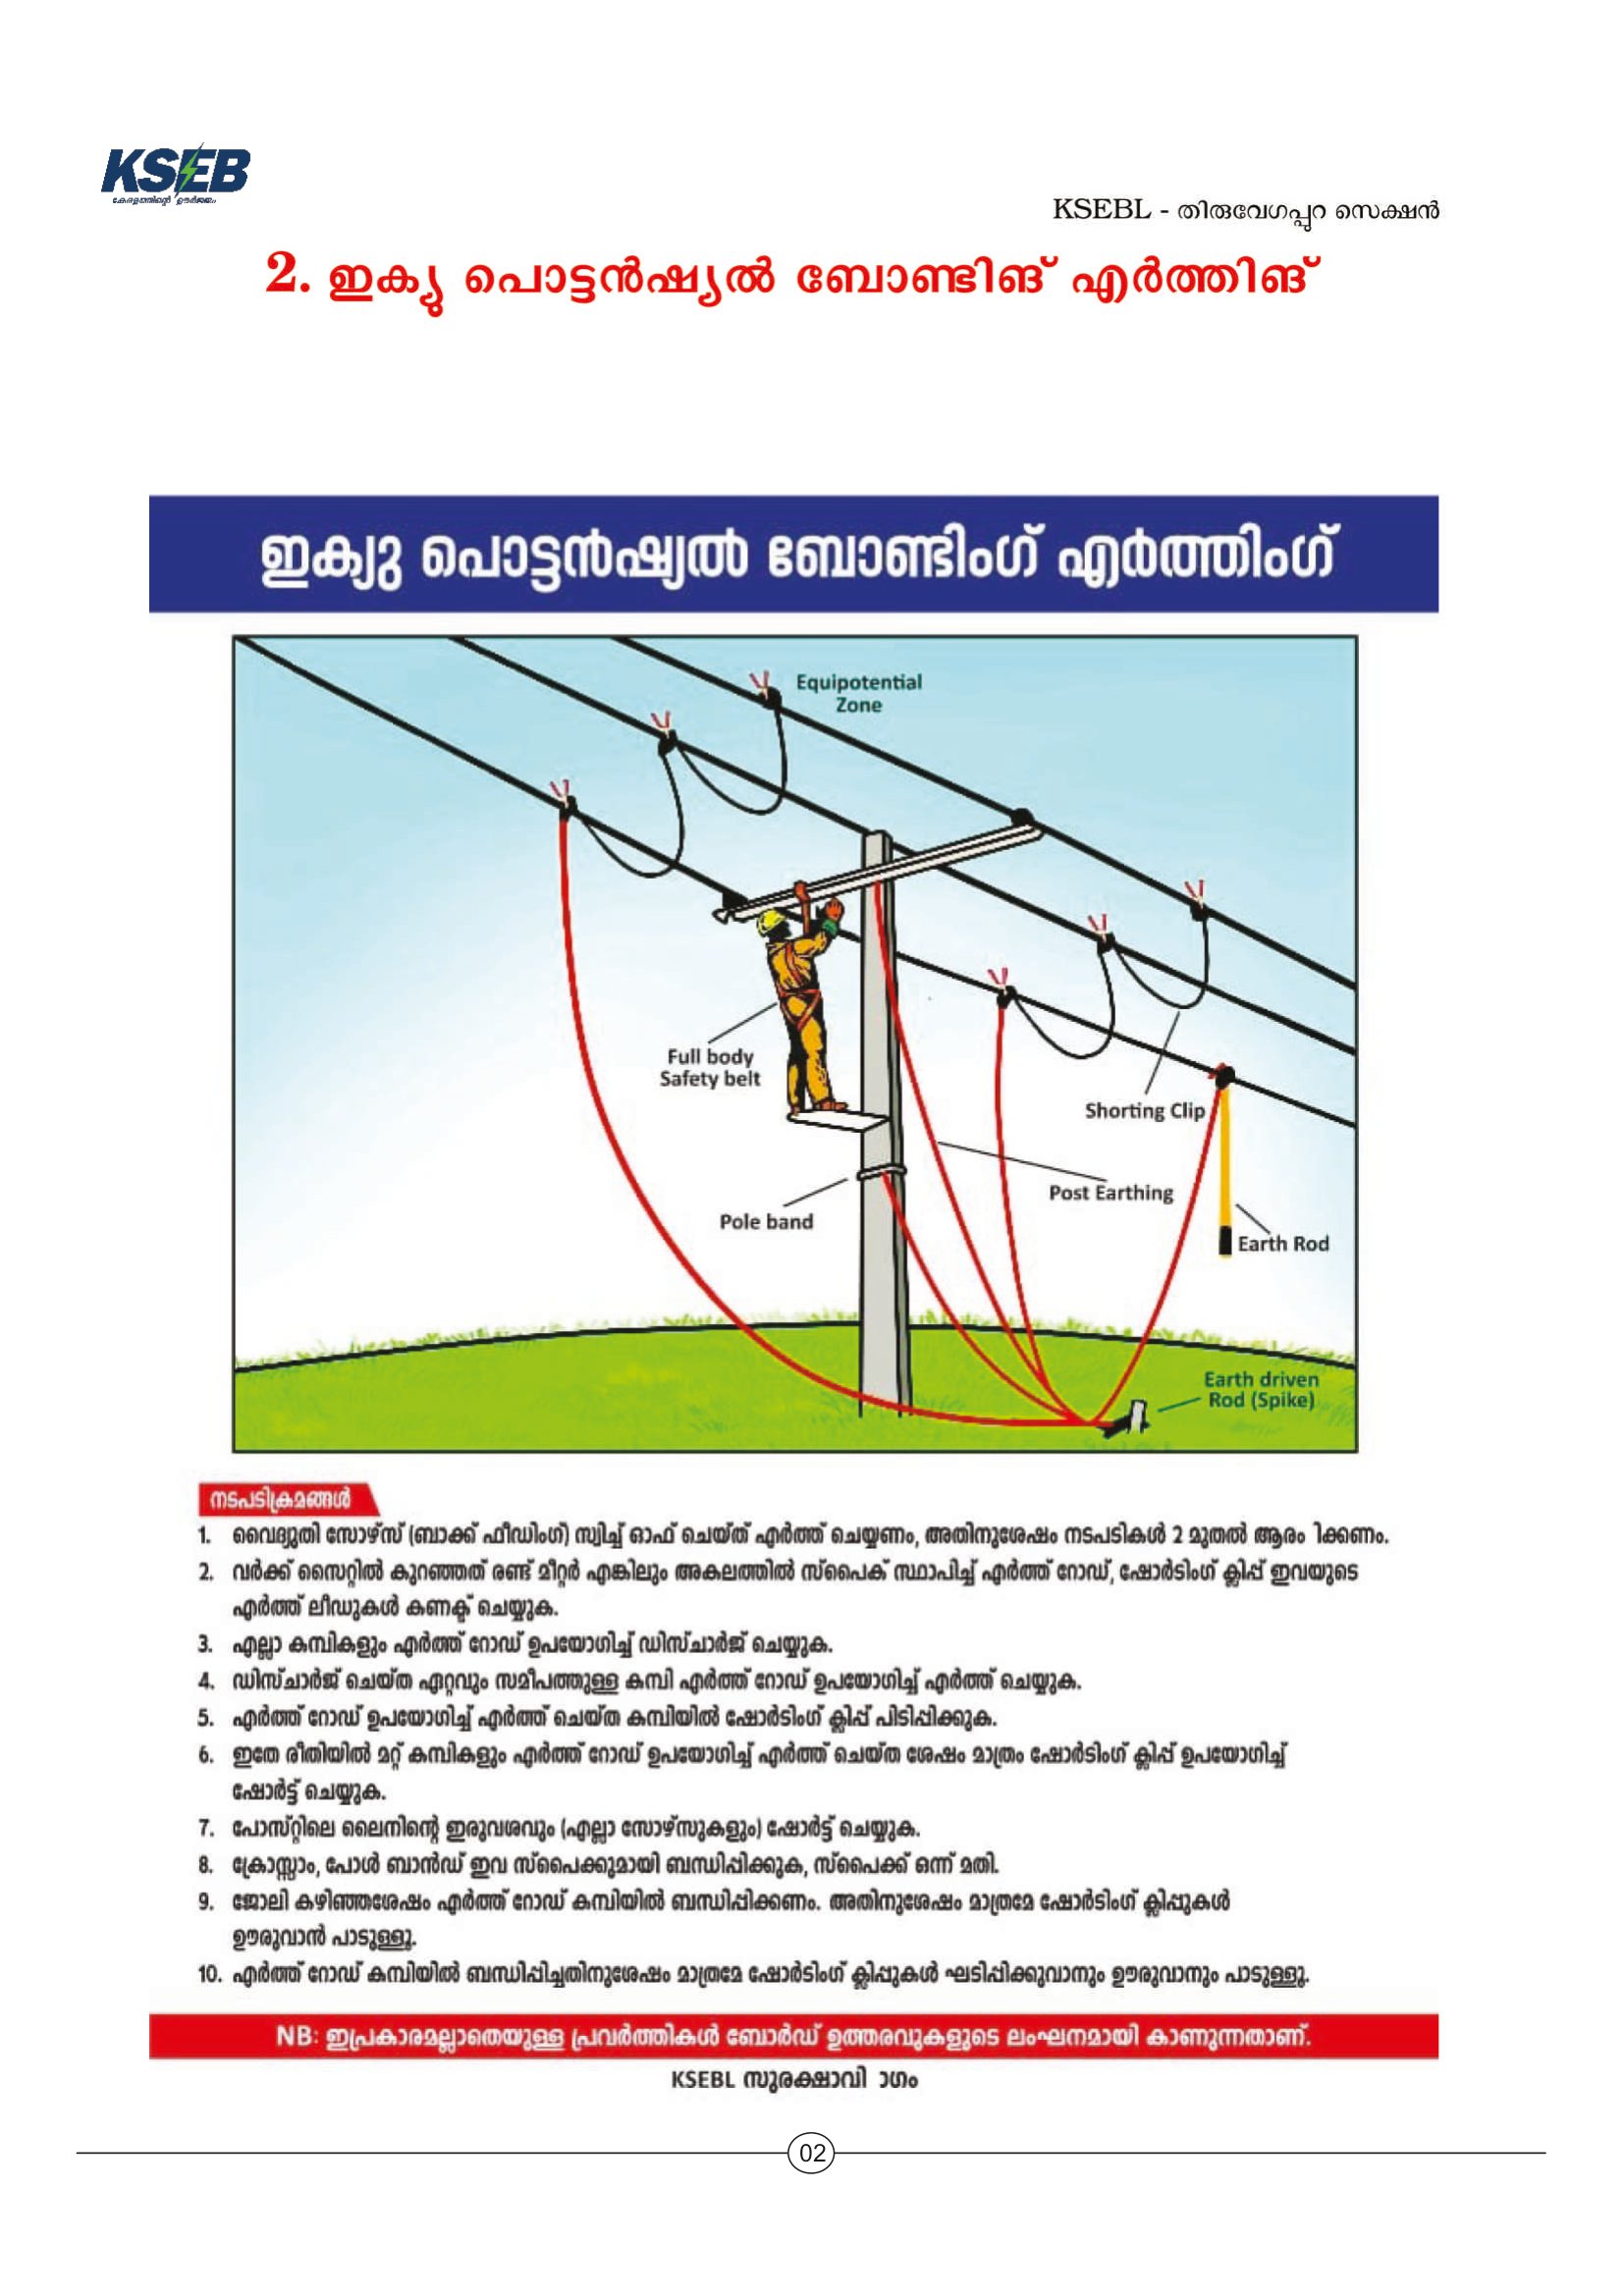 KSEB
കേരളത്തിന്റെ ഊർജ്ജം
KSEBL - തിരുവേഗപ്പുറ സെക്ഷൻ
2. ഇക്യു പൊട്ടൻഷ്യൽ ബോണ്ടിങ് എർത്തിങ്
ഇക്യു പൊട്ടൻഷ്യൽ ബോണ്ടിംഗ് എർത്തിംഗ്
Equipotential
Zone
Full body
Safety belt
Shorting Clip
Post Earthing
Pole band
Earth Rod
Earth driven
Rod (Spike)
നടപടിക്രമങ്ങൾ
1. വൈദ്യുതി സോഴ്സ് (ബാക്ക് ഫീഡിംഗ്) സ്വിച്ച് ഓഫ് ചെയ്ത് എർത്ത് ചെയ്യണം, അതിനുശേഷം നടപടികൾ 2 മുതൽ ആരം ിക്കണം.
2. വർക്ക് സൈറ്റിൽ കുറഞ്ഞത് രണ്ട് മീറ്റർ എങ്കിലും അകലത്തിൽ സ്പൈക് സ്ഥാപിച്ച് എർത്ത് റോഡ്, ഷോർടിംഗ് ക്ലിപ് ഇവയുടെ
എർത്ത് ലീഡുകൾ കണക്ട് ചെയ്യുക.
3. എല്ലാ കമ്പികളും എർത്ത് റോഡ് ഉപയോഗിച്ച് ഡിസ്ചാർജ് ചെയ്യുക.
4. ഡിസ്ചാർജ് ചെയ്ത ഏറ്റവും സമീപത്തുള്ള കമ്പി എർത്ത് റോഡ് ഉപയോഗിച്ച് എർത്ത് ചെയ്യുക.
5. എർത്ത് റോഡ് ഉപയോഗിച്ച് എർത്ത് ചെയ്ത കമ്പിയിൽ ഷോർടിംഗ് ക്ലിപ് പിടിപ്പിക്കുക.
6. ഇതേ രീതിയിൽ മറ്റ് കമ്പികളും എർത്ത് റോഡ് ഉപയോഗിച്ച് എർത്ത് ചെയ്ത ശേഷം മാത്രം ഷോർടിംഗ് ക്ലിപ് ഉപയോഗിച്ച്
ഷോർട്ട് ചെയ്യുക.
7. പോസ്റ്റിലെ ലൈനിന്റെ ഇരുവശവും (എല്ലാ സോഴ്സുകളും) ഷോർട്ട് ചെയ്യുക.
8. ക്രോസ്സാം, പോൾ ബാൻഡ് ഇവ സ്പൈക്കുമായി ബന്ധിപ്പിക്കുക, സ്പൈക്ക് ഒന്ന് മതി.
9. ജോലി കഴിഞ്ഞശേഷം എർത്ത് റോഡ് കമ്പിയിൽ ബന്ധിപ്പിക്കണം. അതിനുശേഷം മാത്രമേ ഷോർടിംഗ് ക്ലിപ്പുകൾ
ഊരുവാൻ പാടുള്ളൂ.
10. എർത്ത് റോഡ് കമ്പിയിൽ ബന്ധിപ്പിച്ചതിനുശേഷം മാത്രമേ ഷോർടിംഗ് ക്ലിപ്പുകൾ ഘടിപ്പിക്കുവാനും ഊരുവാനും പാടുള്ളൂ.
NB: ഇപ്രകാരമല്ലാതെയുള്ള പ്രവർത്തികൾ ബോർഡ് ഉത്തരവുകളുടെ ലംഘനമായി കാണുന്നതാണ്.
KSEBL സുരക്ഷാവി ാഗം
02